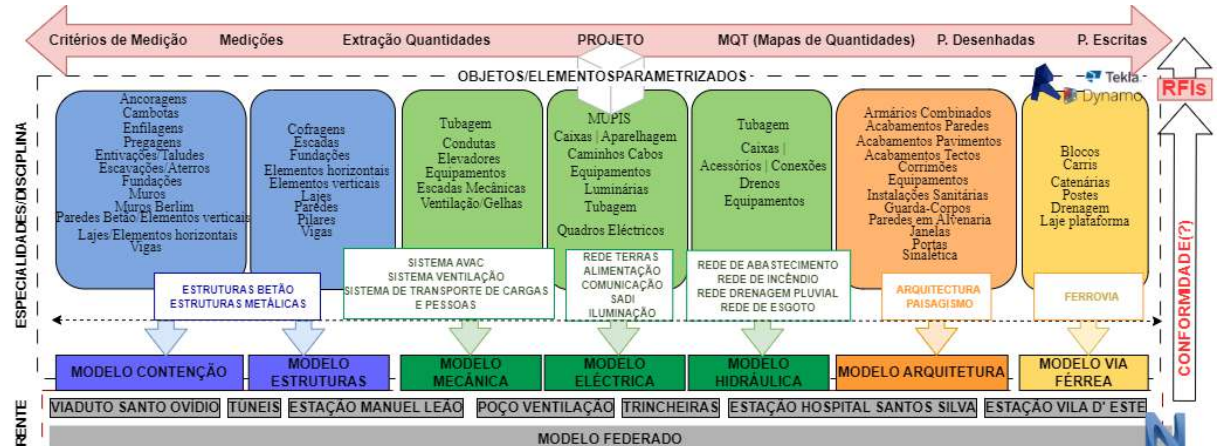 Critérios de Medição Medições Extração Quantidades PROJETO MQT (Mapas de Quantidades) P. Desenhadas P. Escritas
OBJETOS/ELEMENTOS PARAMETRIZADOS
Tekla
Dynamo
RFIs
CONFORMIDADE(?)
ESPECIALIDADES/DISCIPLINA
Ancoragens
Cambotas
Enfilagens
Pregagens
Entivações/Taludes
Escavações/Aterros
Fundações
Muros
Muros Berlim
Paredes Betão/Elementos verticais
Lajes/Elementos horizontais
Vigas
Cofragens
Escadas
Fundações
Elementos horizontais
Elementos verticais
Lajes
Paredes
Pilares
Vigas
ESTRUTURAS BETÃO
ESTRUTURAS METÁLICAS
Tubagem
Condutas
Elevadores
Equipamentos
Escadas Mecânicas
Ventilação/Gelhas
SISTEMA AVAC
SISTEMA VENTILAÇÃO
SISTEMA DE TRANSPORTE DE CARGAS
E PESSOAS
MUPIS
Caixas | Aparelhagem
Caminhos Cabos
Equipamentos
Luminárias
Tubagem
Quadros Eléctricos
REDE TERRAS
ALIMENTAÇÃO
COMUNICAÇÃO
SADI
ILUMINAÇÃO
Tubagem
Caixas |
Acessórios | Conexões
Drenos
Equipamentos
REDE DE ABASTECIMENTO
REDE DE INCÊNDIO
REDE DRENAGEM PLUVIAL
REDE DE ESGOTO
Armários Combinados
Acabamentos Paredes
Acabamentos Pavimentos
Acabamentos Tectos
Corrimões
Equipamentos
Instalações Sanitárias
Guarda-Corpos
Paredes em Alvenaria
Janelas
Portas
Sinalética
ARQUITECTURA
PAISAGISMO
Blocos
Carris
Catenárias
Postes
Drenagem
Laje plataforma
FERROVIA
MODELO CONTENÇÃO
MODELO
ESTRUTURAS
MODELO
MECÂNICA
MODELO
ELÉCTRICA
MODELO
HIDRÀULICA
MODELO ARQUITETURA
MODELO VIA
FÉRREA
RENTE
VIADUTO SANTO OVÍDIO TÚNEIS ESTAÇÃO MANUEL LEÃO POÇO VENTILAÇÃO TRINCHEIRAS ESTAÇÃO HOSPITAL SANTOS SILVA ESTAÇÃO VILA D' ESTE
MODELO FEDERADO